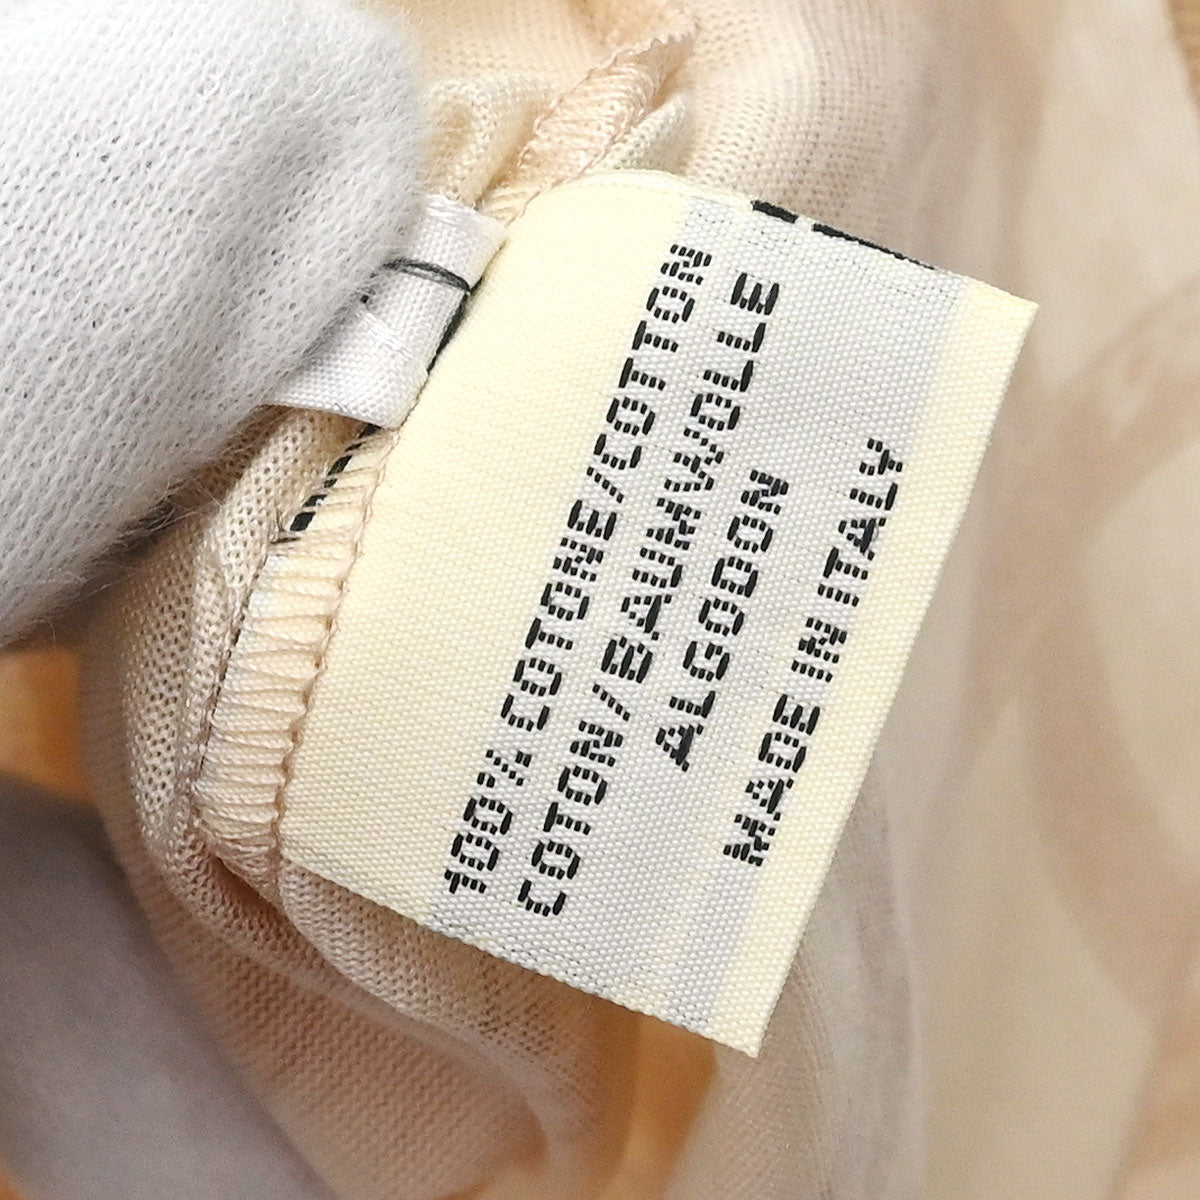 100% COTONE/COTTON
COTON/BAUMWOLLE
ALGODON
MADE IN ITALY